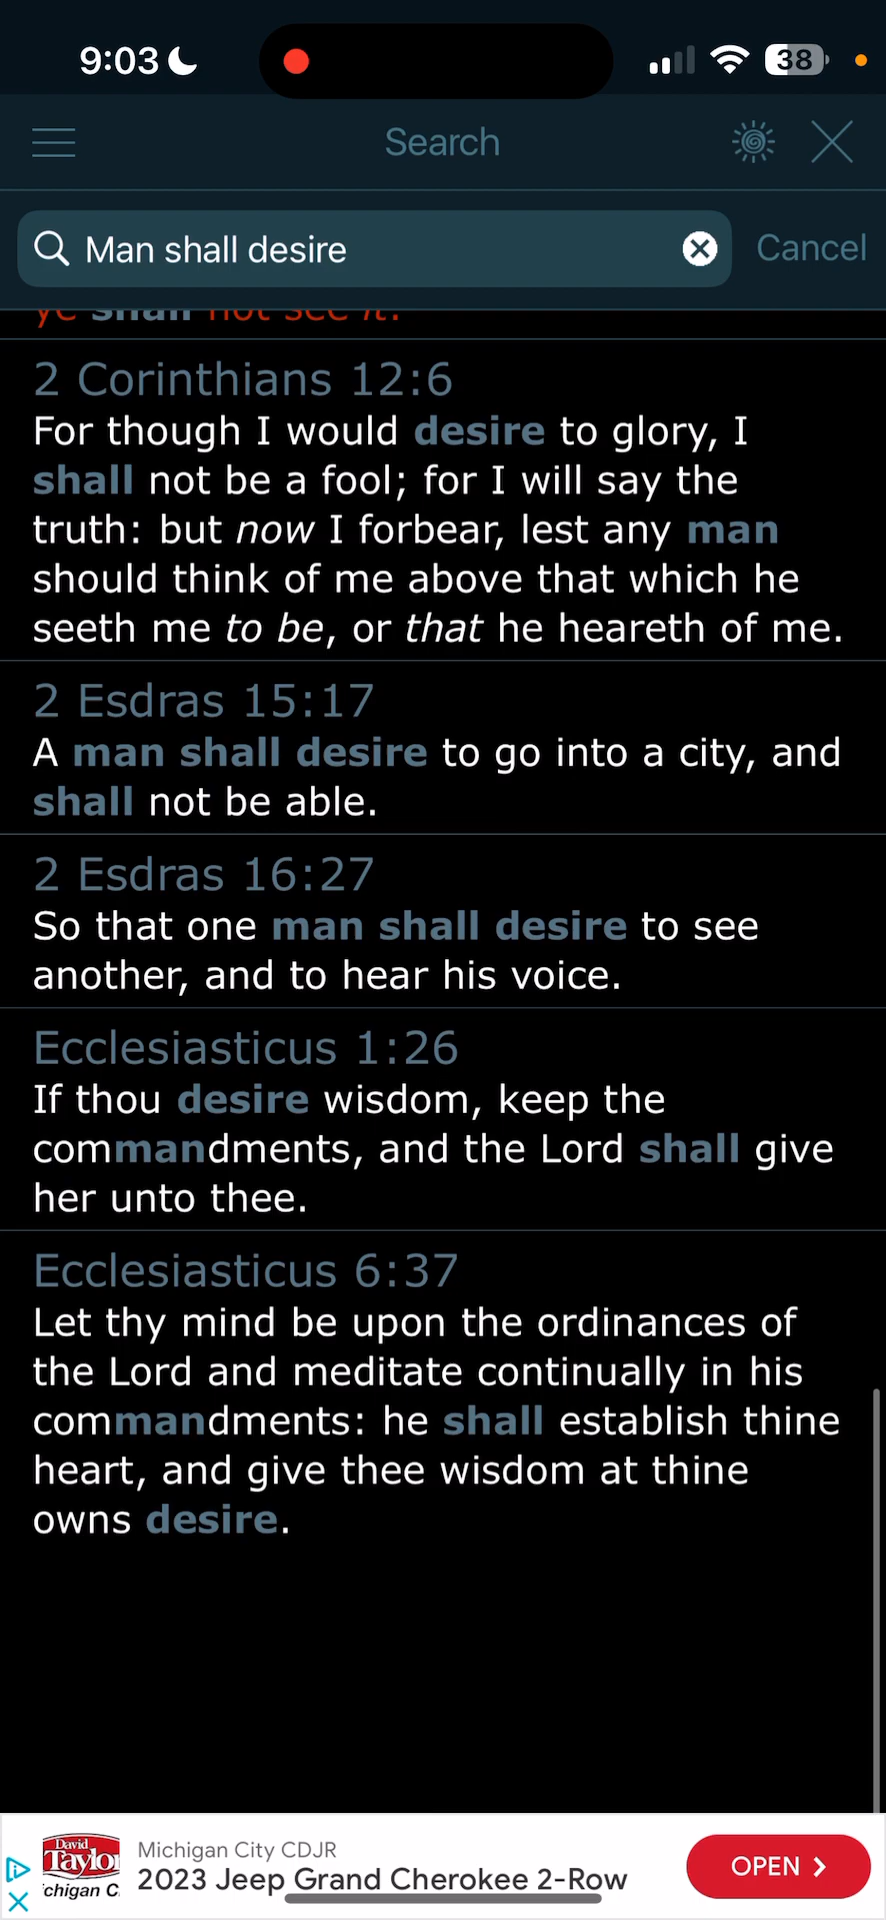 9:03
38
Search
Man shall desire
Cancel
ye shall not see it.
2 Corinthians 12:6
For though I would desire to glory, I
shall not be a fool; for I will say the
truth: but now I forbear, lest any man
should think of me above that which he
seeth me to be, or that he heareth of me.
2 Esdras 15:17
A man shall desire to go into a city, and
shall not be able.
2 Esdras 16:27
So that one man shall desire to see
another, and to hear his voice.
Ecclesiasticus 1:26
If thou desire wisdom, keep the
commandments, and the Lord shall give
her unto thee.
Ecclesiasticus 6:37
Let thy mind be upon the ordinances of
the Lord and meditate continually in his
commandments: he shall establish thine
heart, and give thee wisdom at thine
owns desire.
David
Taylor
chigan C
Michigan City CDJR
2023 Jeep Grand Cherokee 2-Row
OPEN